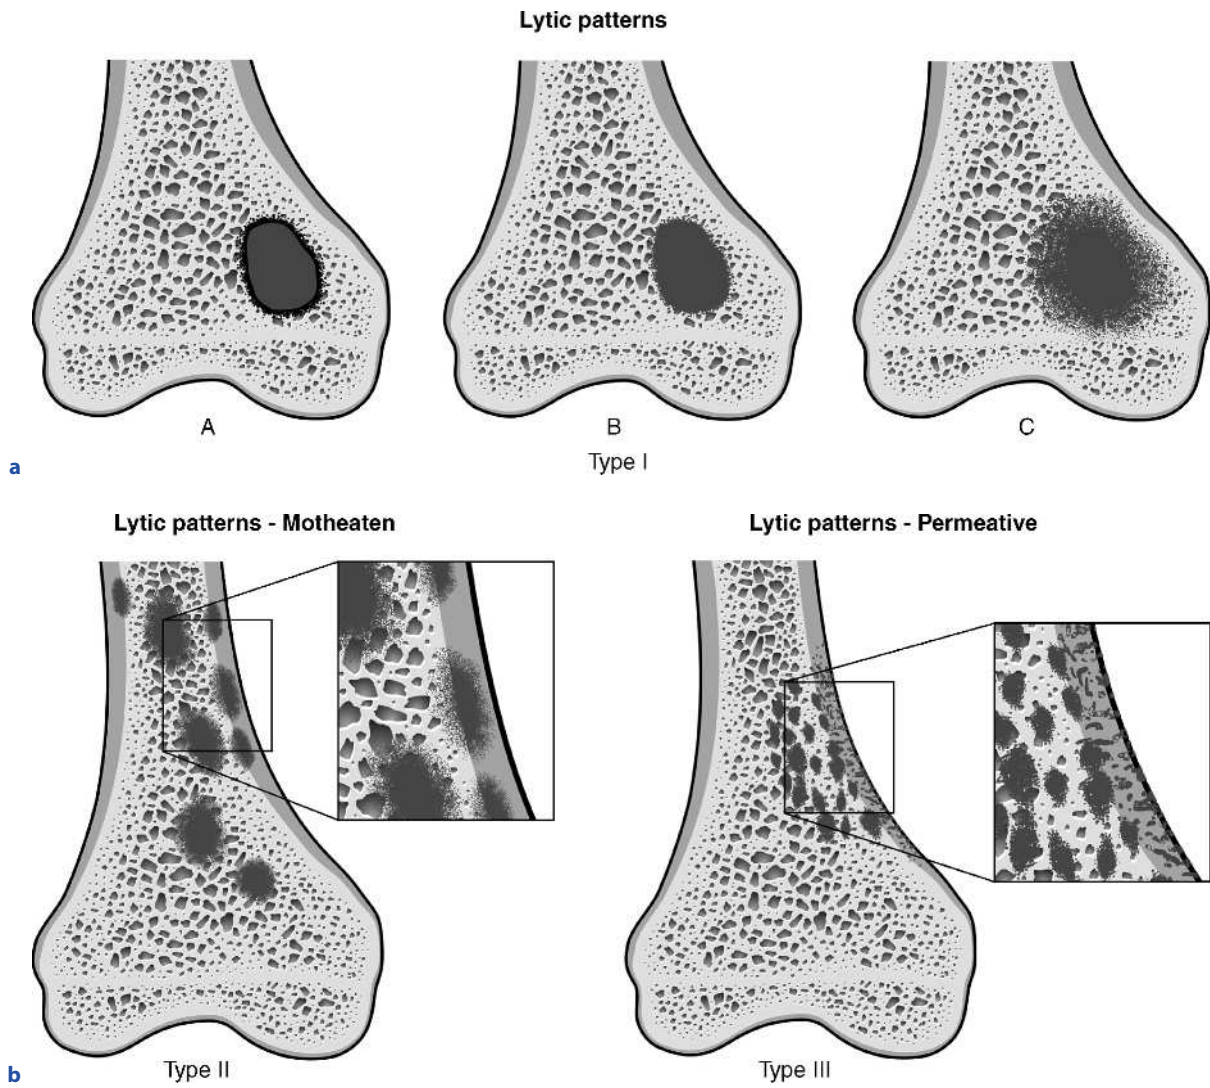 Lytic patterns
A B C
a Type I
Lytic patterns - Motheaten Lytic patterns - Permeative
b Type II Type III